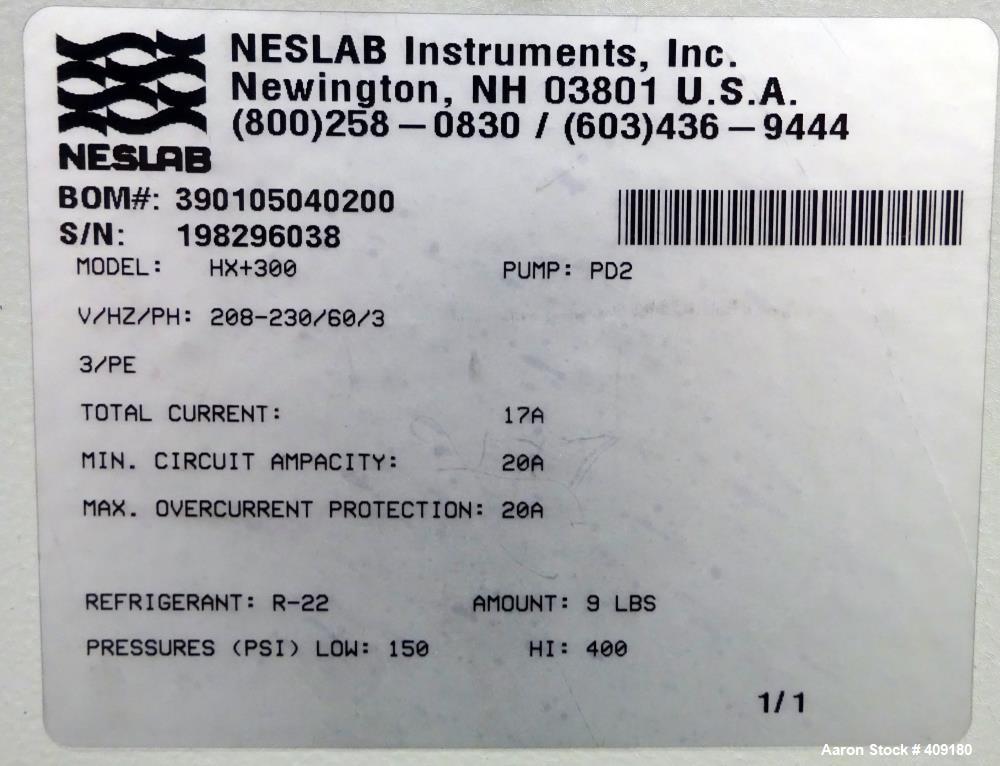 NESLAB Instruments, Inc.
Newington, NH 03801 U.S.A.
(800)258-0830 / (603)436-9444
NESLAB
BOM#: 390105040200
S/N: 198296038
MODEL: HX+300 PUMP: PD2
V/HZ/PH: 208-230/60/3
3/PE
TOTAL CURRENT: 17A
MIN. CIRCUIT AMPACITY: 20A
MAX. OVERCURRENT PROTECTION: 20A
REFRIGERANT: R-22 AMOUNT: 9 LBS
PRESSURES (PSI) LOW: 150 HI: 400
1/1
Aaron Stock # 409180